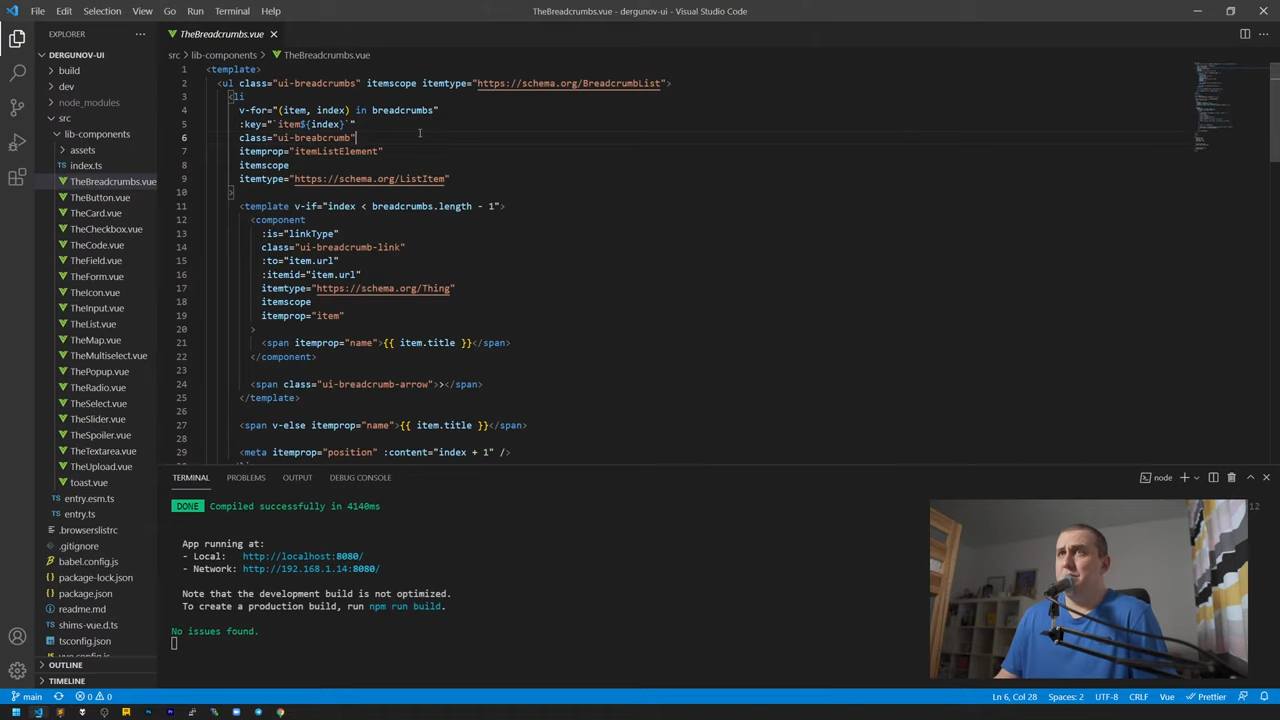 File Edit Selection View Go Run Terminal Help
TheBreadcrumbs.vue - dergunov-ui - Visual Studio Code
EXPLORER
DERGUNOV-UI
build
dev
node_modules
src
lib-components
assets
index.ts
TheBreadcrumbs.vue
TheButton.vue
TheCard.vue
TheCheckbox.vue
TheCode.vue
TheField.vue
TheForm.vue
TheIcon.vue
TheInput.vue
TheList.vue
TheMap.vue
TheMultiselect.vue
ThePopup.vue
TheRadio.vue
TheSelect.vue
TheSlider.vue
TheSpoiler.vue
TheTextarea.vue
TheUpload.vue
toast.vue
entry.esm.ts
entry.ts
.browserslistrc
.gitignore
babel.config.js
package-lock.json
package.json
readme.md
shims-vue.d.ts
tsconfig.json
vue.config.js
OUTLINE
TIMELINE
TheBreadcrumbs.vue
src > lib-components > TheBreadcrumbs.vue
1 <template>
2 <ul class="ui-breadcrumbs" itemscope itemtype="https://schema.org/BreadcrumbList">
3 <li
4 v-for="(item, index) in breadcrumbs"
5 :key="`item${index}`"
6 class="ui-breabcrumb"
7 itemprop="itemListElement"
8 itemscope
9 itemtype="https://schema.org/ListItem"
10 >
11 <template v-if="index < breadcrumbs.length - 1">
12 <component
13 :is="linkType"
14 class="ui-breadcrumb-link"
15 :to="item.url"
16 :itemid="item.url"
17 itemtype="https://schema.org/Thing"
18 itemscope
19 itemprop="item"
20 >
21 <span itemprop="name">{{ item.title }}</span>
22 </component>
23
24 <span class="ui-breadcrumb-arrow">></span>
25 </template>
26
27 <span v-else itemprop="name">{{ item.title }}</span>
28
29 <meta itemprop="position" :content="index + 1" />
TERMINAL PROBLEMS OUTPUT DEBUG CONSOLE
node
DONE Compiled successfully in 4140ms
12
App running at:
- Local: http://localhost:8080/
- Network: http://192.168.1.14:8080/
Note that the development build is not optimized.
To create a production build, run npm run build.
No issues found.
main 0 0
Ln 6, Col 28 Spaces: 2 UTF-8 CRLF Vue Prettier